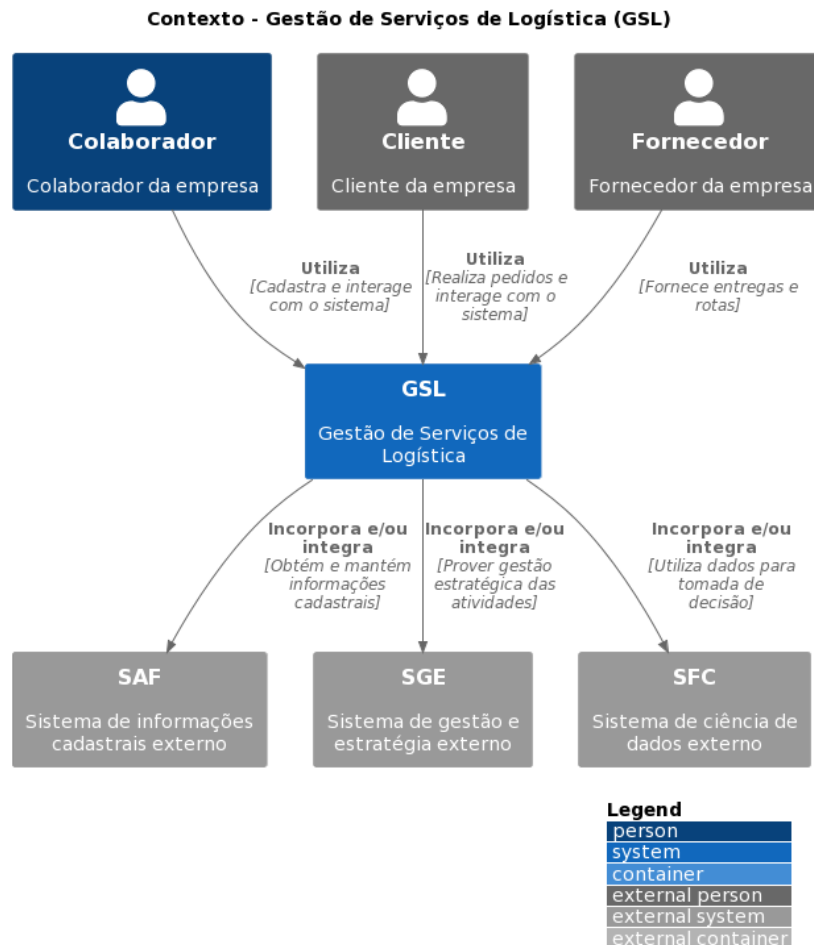 Contexto - Gestão de Serviços de Logística (GSL)
Colaborador
Colaborador da empresa
Cliente
Cliente da empresa
Fornecedor
Fornecedor da empresa
Utiliza
[Cadastra e interage
com o sistema]
Utiliza
[Realiza pedidos e
interage com o
sistema]
Utiliza
[Fornece entregas e
rotas]
GSL
Gestão de Serviços de
Logística
Incorpora e/ou
integra
[Obtém e mantém
informações
cadastrais]
Incorpora e/ou
integra
[Prover gestão
estratégica das
atividades]
Incorpora e/ou
integra
[Utiliza dados para
tomada de
decisão]
SAF
Sistema de informações
cadastrais externo
SGE
Sistema de gestão e
estratégia externo
SFC
Sistema de ciência de
dados externo
Legend
person
system
container
external person
external system
external container